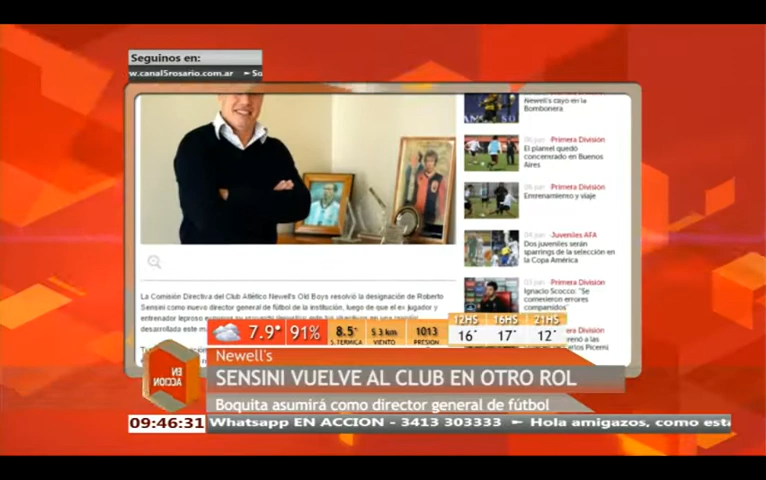 Seguinos en:
w.canal5rosario.com.ar
Newell's cayó en la
Bombonera
Primera División
El plantel quedó
concentrado en Buenos
Aires
Primera División
Entrenamiento y viaje
Juveniles AFA
Dos juveniles serán
sparrings de la selección en
la Copa América
Primera División
Ignacio Scocco: "Se
cometieron errores
compartidos"
La Comisión Directiva del Club Atlético Newell's Old Boys resolvió la designación de Roberto
Sensini como nuevo director general de fútbol de la institución, luego de que el ex jugador y
entrenador leproso
desarrollada este
7.9° 91% 8.5° S. TERMICA 5.3 km VIENTO 1013 PRESION
12HS 16HS 21HS
16° 17° 12°
EN
ACCION
Newell's
SENSINI VUELVE AL CLUB EN OTRO ROL
Boquita asumirá como director general de fútbol
09:46:31 Whatsapp EN ACCION - 3413 303333 Hola amigazos, como esta